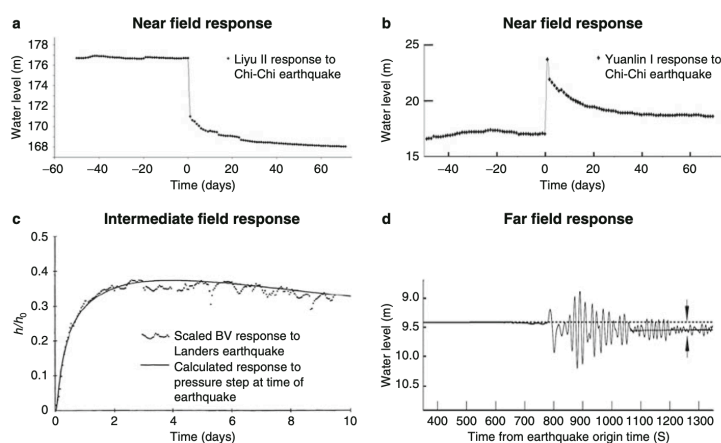 a Near field response
178
176
174
172
170
168
Water level (m)
Liyu II response to
Chi-Chi earthquake
−60 −40 −20 0 20 40 60
Time (days)
b Near field response
25
20
15
Water level (m)
Yuanlin I response to
Chi-Chi earthquake
−40 −20 0 20 40 60
Time (days)
c Intermediate field response
0.5
0.4
0.3
0.2
0.1
0
h/h0
Scaled BV response to
Landers earthquake
Calculated response to
pressure step at time of
earthquake
0 2 4 6 8 10
Time (days)
d Far field response
9.0
9.5
10.0
10.5
Water level (m)
400 500 600 700 800 900 1000 1100 1200 1300
Time from earthquake origin time (S)